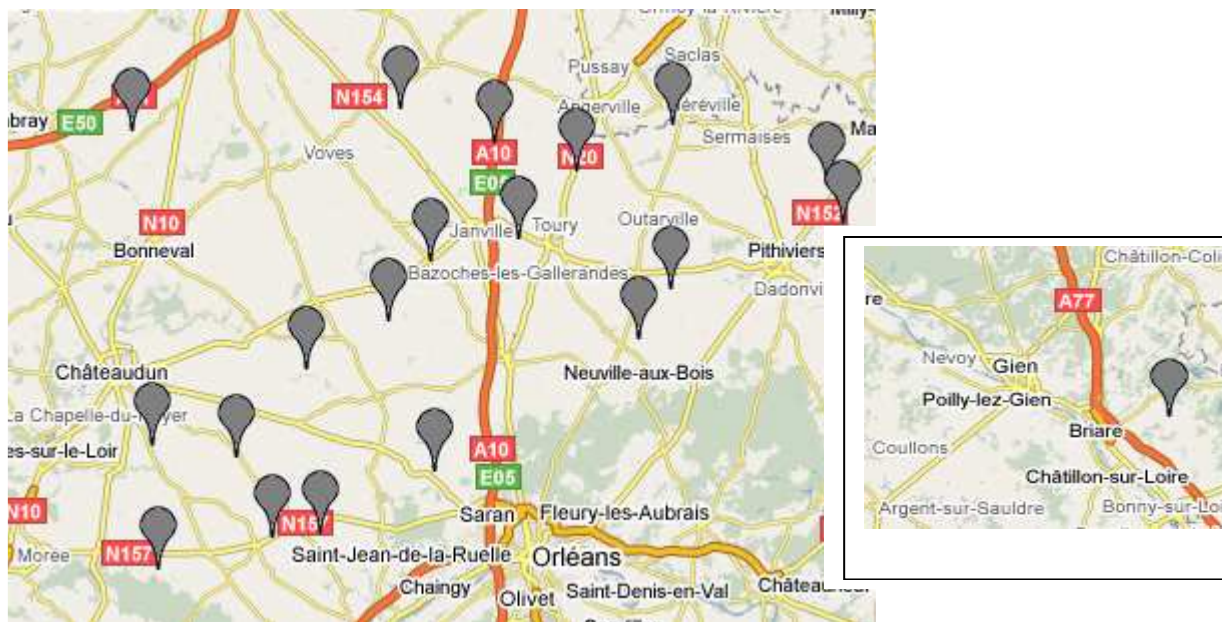 Saclas
Pussay
N154
Angerville
E50
Sermaises
Voves
A10
N20
N10
N152
Janville
Toury
Outarville
Bonneval
Pithiviers
Bazoches-les-Gallerandes
Châteaudun
Neuville-aux-Bois
A10
E05
N10
Saran
Fleury-les-Aubrais
N157
Morée
Saint-Jean-de-la-Ruelle
Orléans
Chaingy
Olivet
Saint-Denis-en-Val
A77
Nevoy
Gien
Poilly-lez-Gien
Briare
Coullons
Châtillon-sur-Loire
Argent-sur-Sauldre